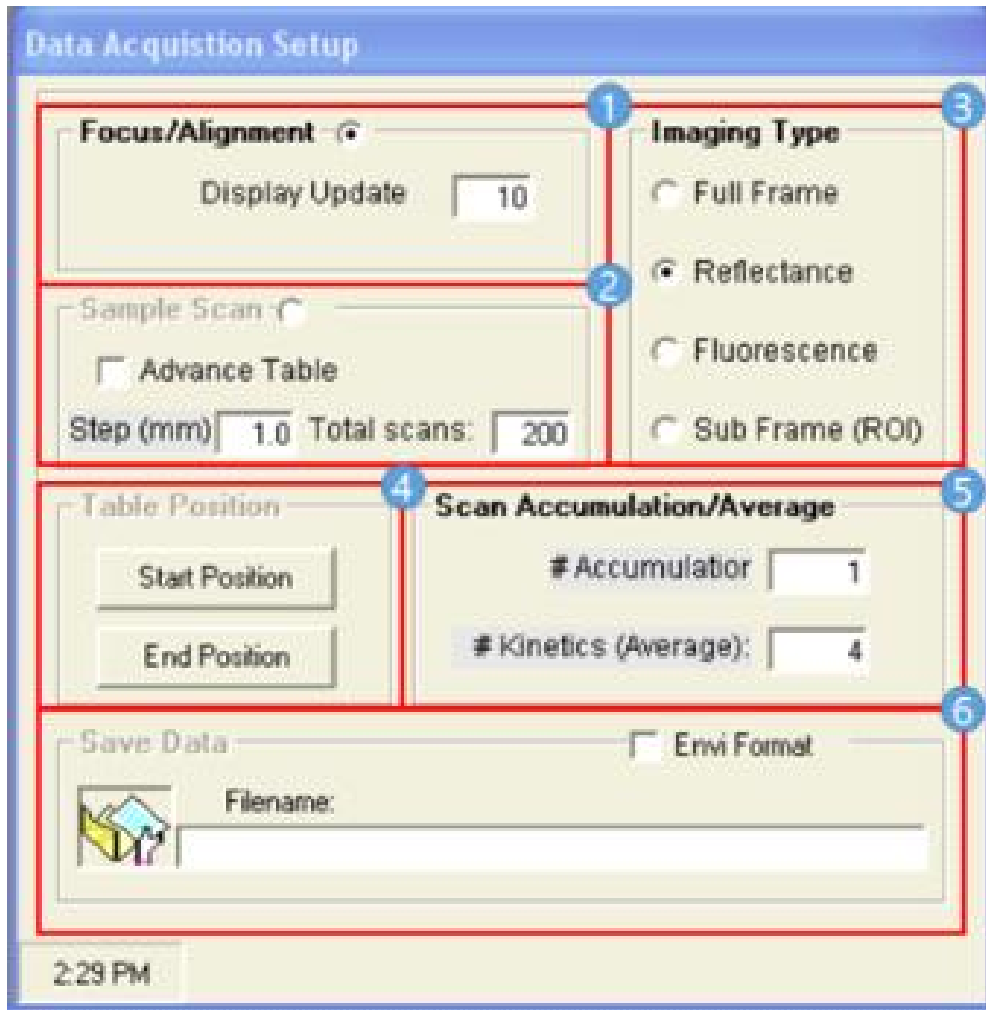 Data Acquistion Setup
1
3
Focus/Alignment
Imaging Type
Display Update 10
Full Frame
2
Reflectance
Sample Scan
Advance Table
Fluorescence
Step (mm) 1.0 Total scans: 200
Sub Frame (ROI)
4
5
Table Position
Scan Accumulation/Average
Start Position
# Accumulatior 1
End Position
# Kinetics (Average): 4
6
Save Data
Envi Format
Filename:
2:29 PM